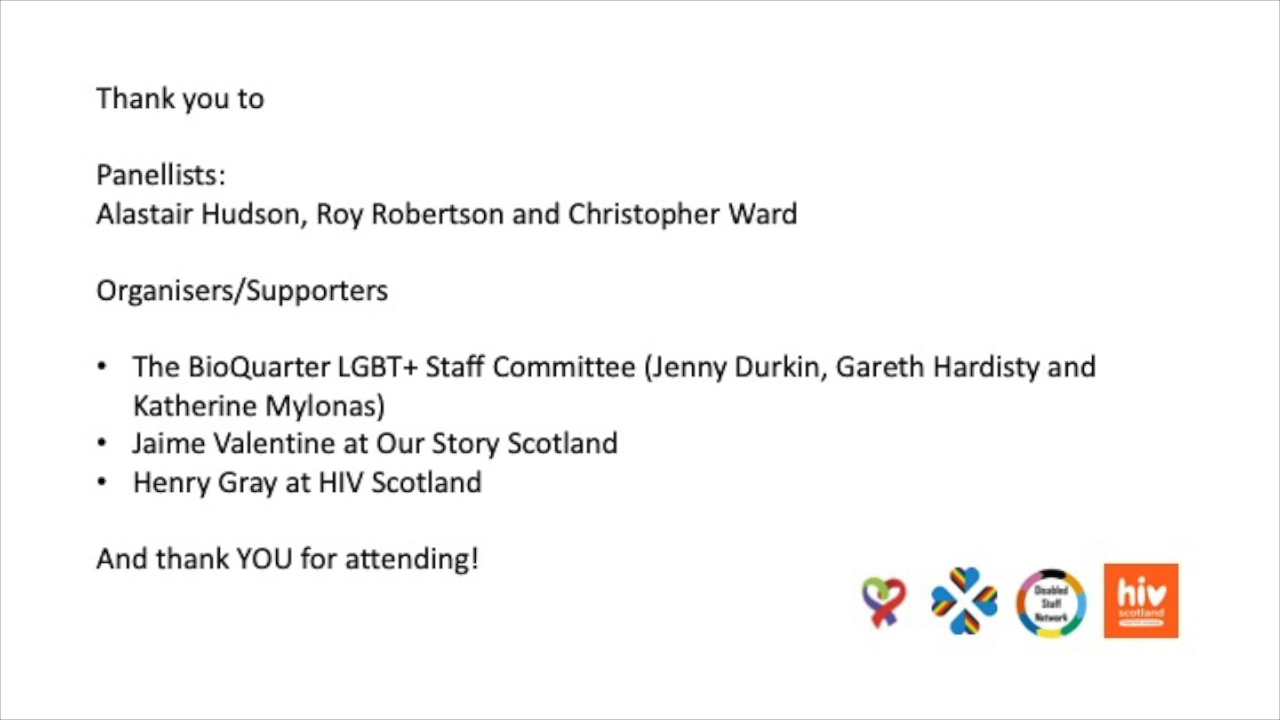 Thank you to
Panellists:
Alastair Hudson, Roy Robertson and Christopher Ward
Organisers/Supporters
• The BioQuarter LGBT+ Staff Committee (Jenny Durkin, Gareth Hardisty and
Katherine Mylonas)
• Jaime Valentine at Our Story Scotland
• Henry Gray at HIV Scotland
And thank YOU for attending!
Disabled
Staff
Network
hiv
scotland